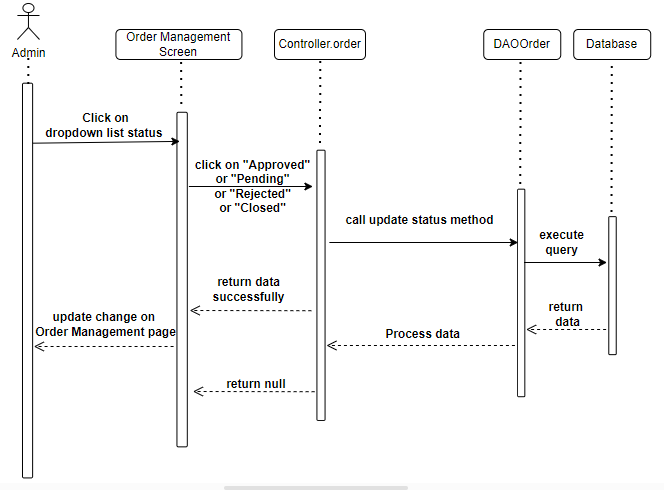 Admin
Order Management
Screen
Controller.order
DAOOrder
Database
Click on
dropdown list status
click on "Approved"
or "Pending"
or "Rejected"
or "Closed"
call update status method
execute
query
return data
successfully
return
data
update change on
Order Management page
Process data
return null